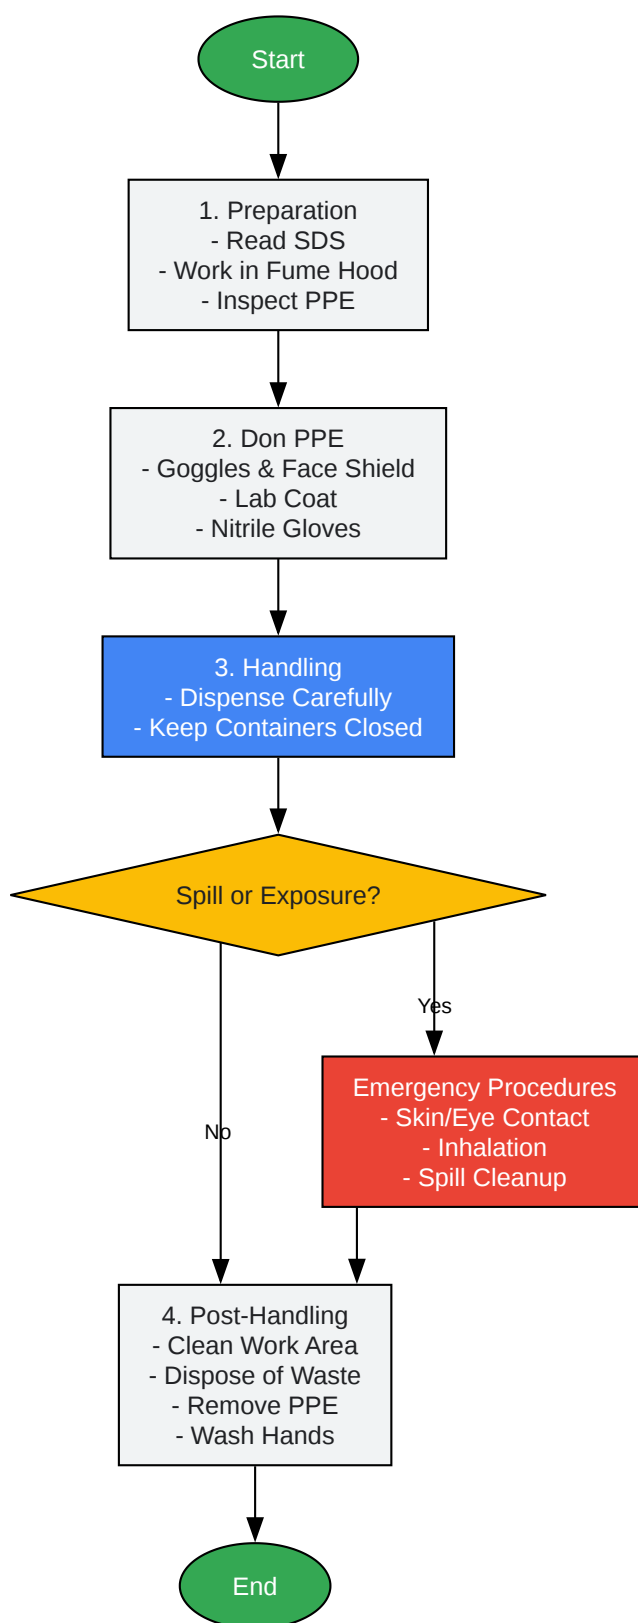 Start
1. Preparation
- Read SDS
- Work in Fume Hood
- Inspect PPE
2. Don PPE
- Goggles & Face Shield
- Lab Coat
- Nitrile Gloves
3. Handling
- Dispense Carefully
- Keep Containers Closed
Spill or Exposure?
Yes
Emergency Procedures
- Skin/Eye Contact
- Inhalation
- Spill Cleanup
No
4. Post-Handling
- Clean Work Area
- Dispose of Waste
- Remove PPE
- Wash Hands
End